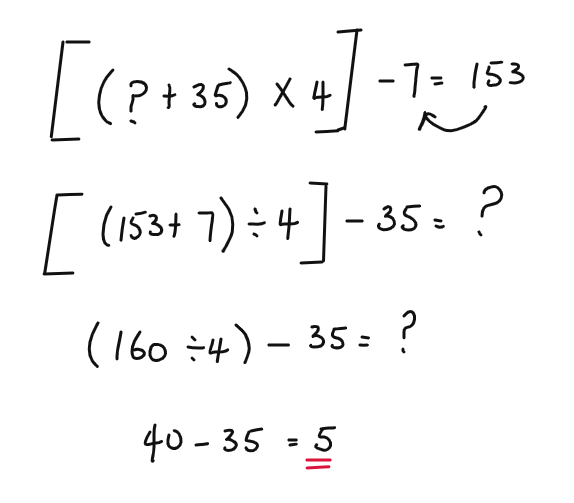 [(? + 35) × 4] - 7 = 153
[(153 + 7) ÷ 4] - 35 = ?
(160 ÷ 4) - 35 = ?
40 - 35 = 5